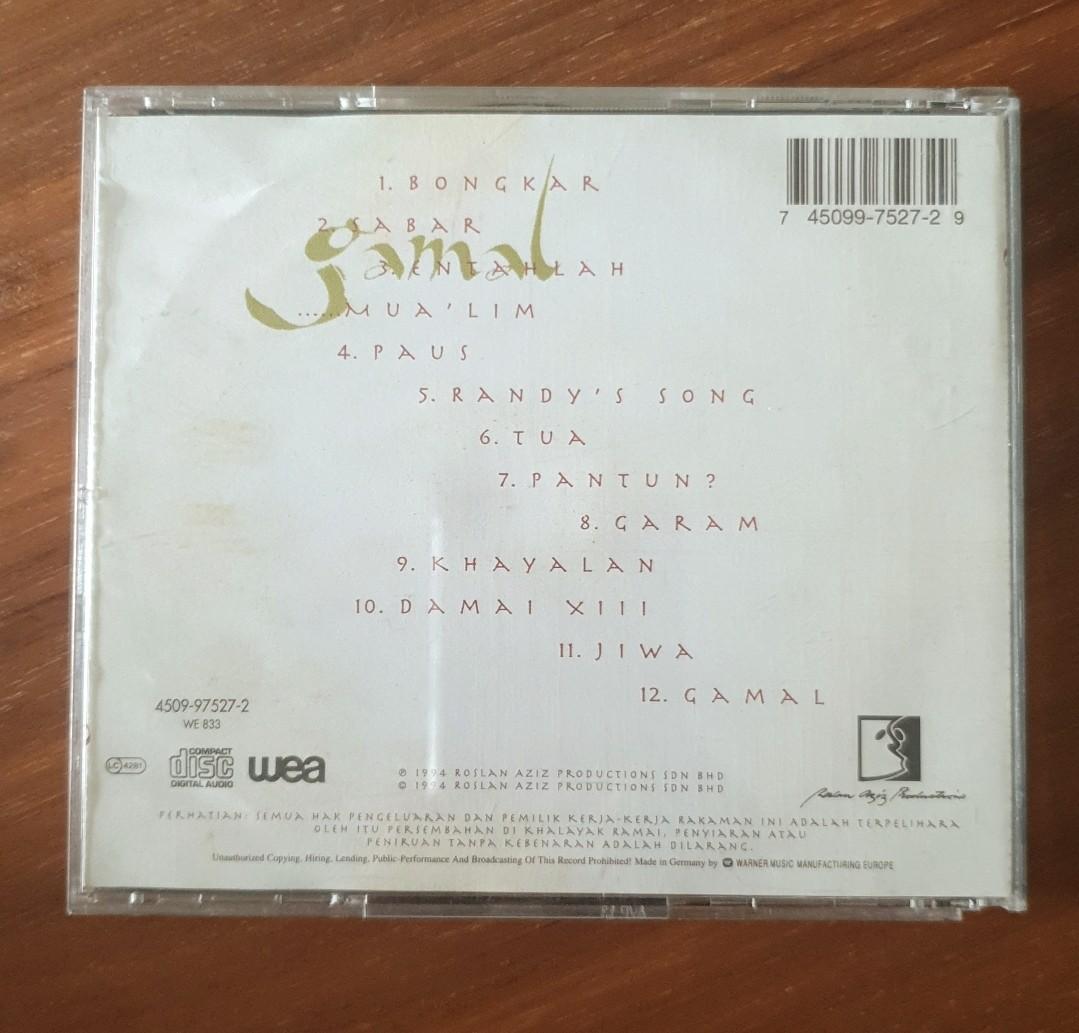 1. BONGKAR
2. SABAR
gamal
3. ENTAHLAH
......MUA'LIM
4. PAUS
5. RANDY'S SONG
6. TUA
7. PANTUN?
8. GARAM
9. KHAYALAN
10. DAMAI XIII
11. JIWA
12. GAMAL
7 45099-7527-2 9
4509-97527-2
WE 833
LC 4281
COMPACT
disc
DIGITAL AUDIO
wea
℗ 1994 ROSLAN AZIZ PRODUCTIONS SDN BHD
© 1994 ROSLAN AZIZ PRODUCTIONS SDN BHD
Roslan Aziz Productions
PERHATIAN: SEMUA HAK PENGELUARAN DAN PEMILIK KERJA-KERJA RAKAMAN INI ADALAH TERPELIHARA
OLEH ITU PERSEMBAHAN DI KHALAYAK RAMAI, PENYIARAN ATAU
PENIRUAN TANPA KEBENARAN ADALAH DILARANG.
Unauthorized Copying, Hiring, Lending, Public-Performance And Broadcasting Of This Record Prohibited! Made in Germany by WARNER MUSIC MANUFACTURING EUROPE